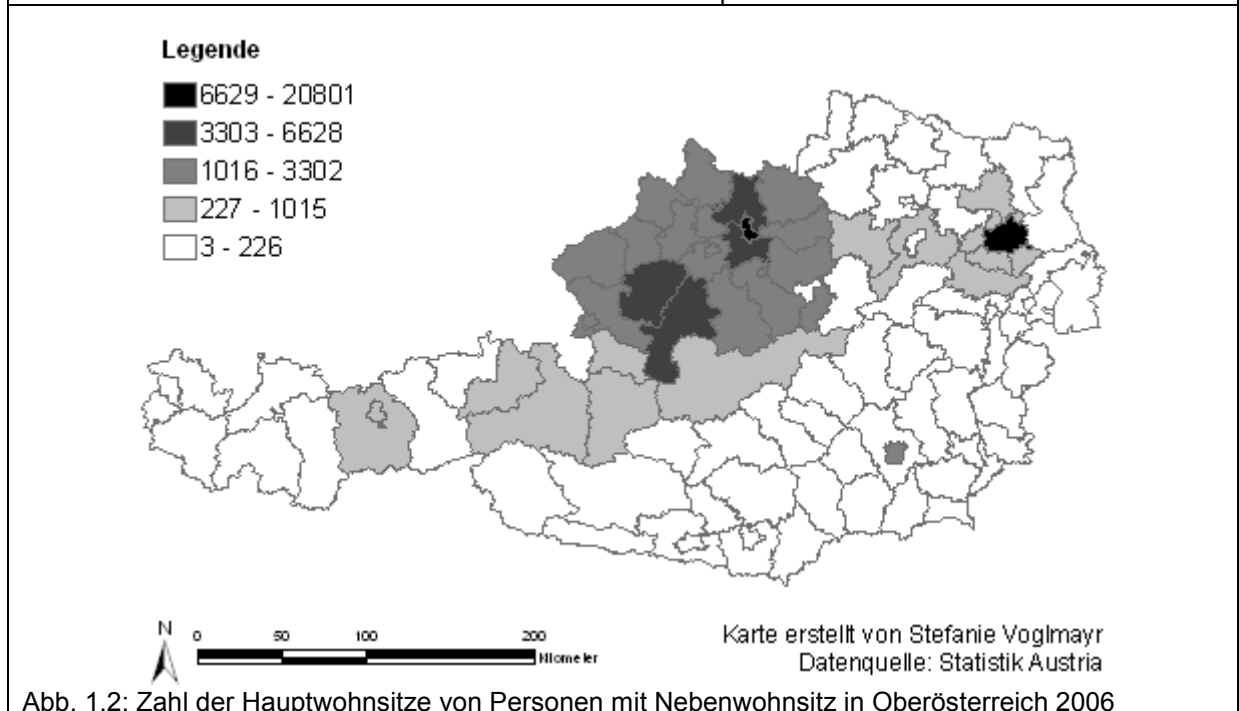 Legende
6629 - 20801
3303 - 6628
1016 - 3302
227 - 1015
3 - 226
N
0 50 100 200
Kilometer
Karte erstellt von Stefanie Voglmayr
Datenquelle: Statistik Austria
Abb. 1.2: Zahl der Hauptwohnsitze von Personen mit Nebenwohnsitz in Oberösterreich 2006